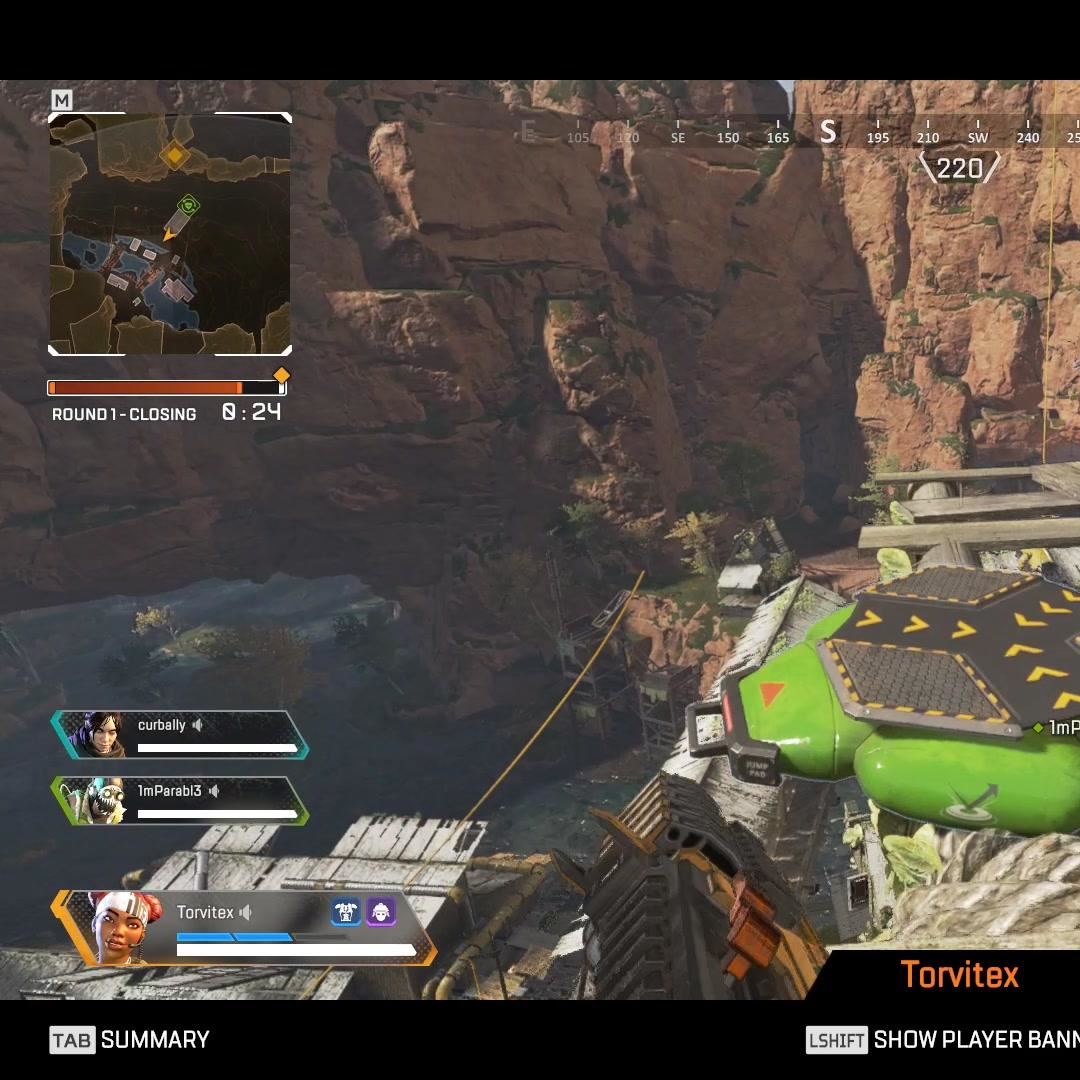 M
E 105 120 SE 150 165 S 195 210 SW 240 25
220
ROUND 1 - CLOSING 0:24
curbally
1mParabl3
JUMP
PAD
1mP
Torvitex
Torvitex
TAB SUMMARY
LSHIFT SHOW PLAYER BANN